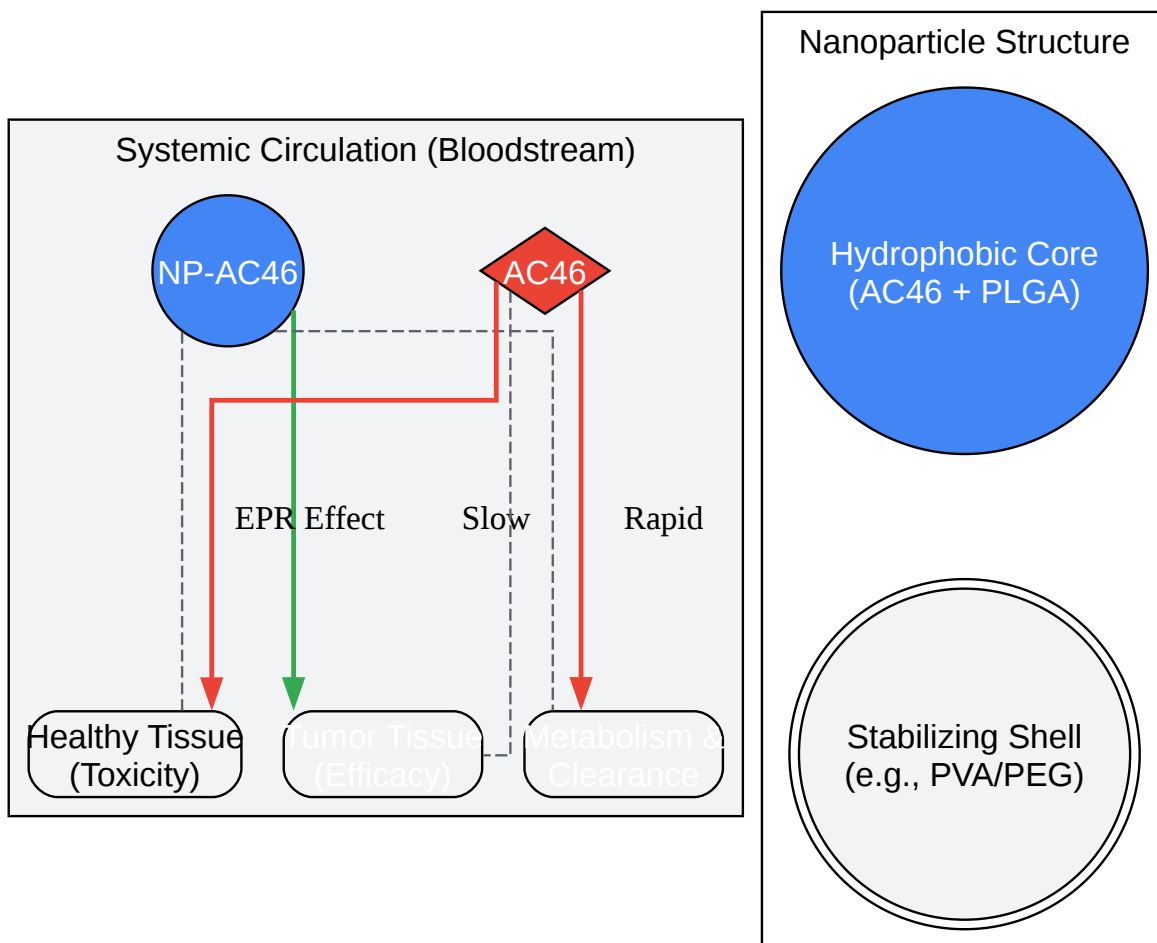 Nanoparticle Structure
Systemic Circulation (Bloodstream)
NP-AC46
AC46
Hydrophobic Core
(AC46 + PLGA)
EPR Effect
Slow
Rapid
Healthy Tissue
(Toxicity)
Tumor Tissue
(Efficacy)
Metabolism &
Clearance
Stabilizing Shell
(e.g., PVA/PEG)